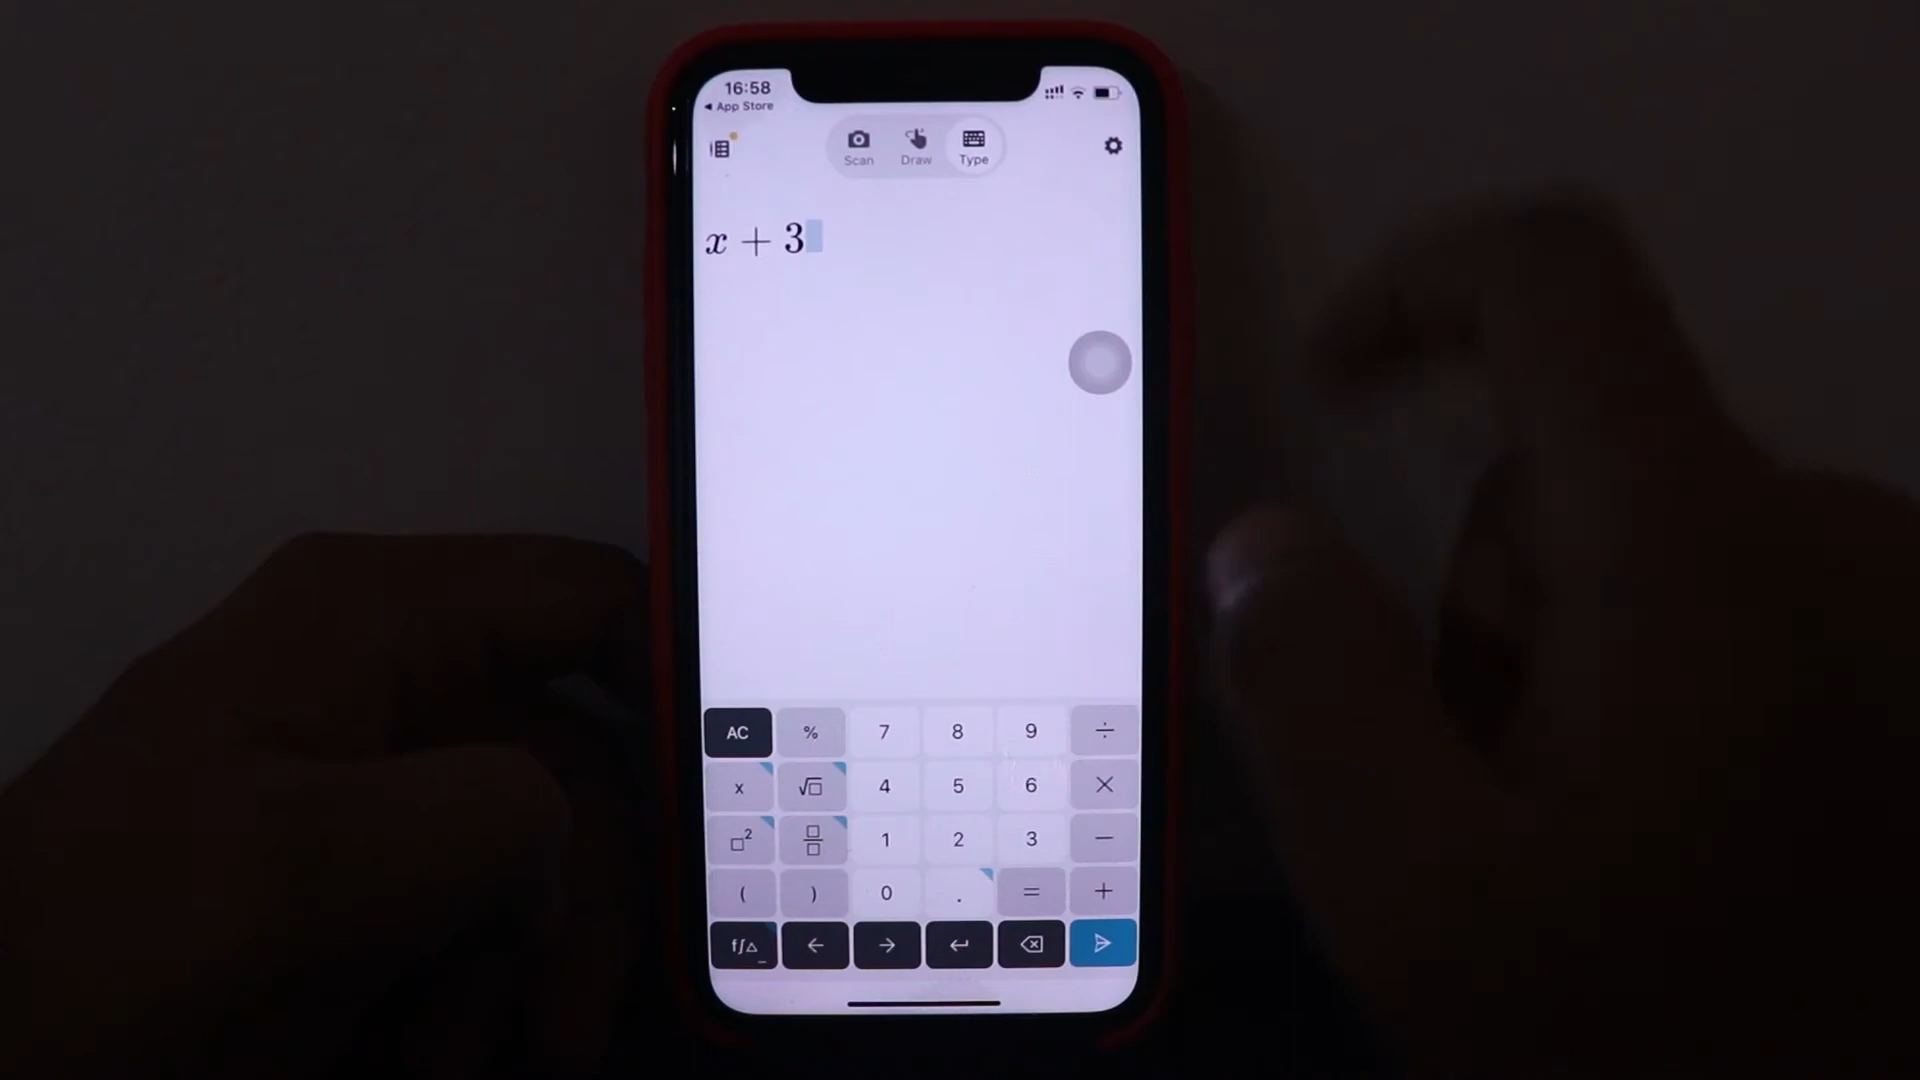 16:58
App Store
Scan Draw Type
x + 3
AC % 7 8 9 ÷
x √□ 4 5 6 ×
□² □/□ 1 2 3 −
( ) 0 . = +
f∫△ ← → ↵